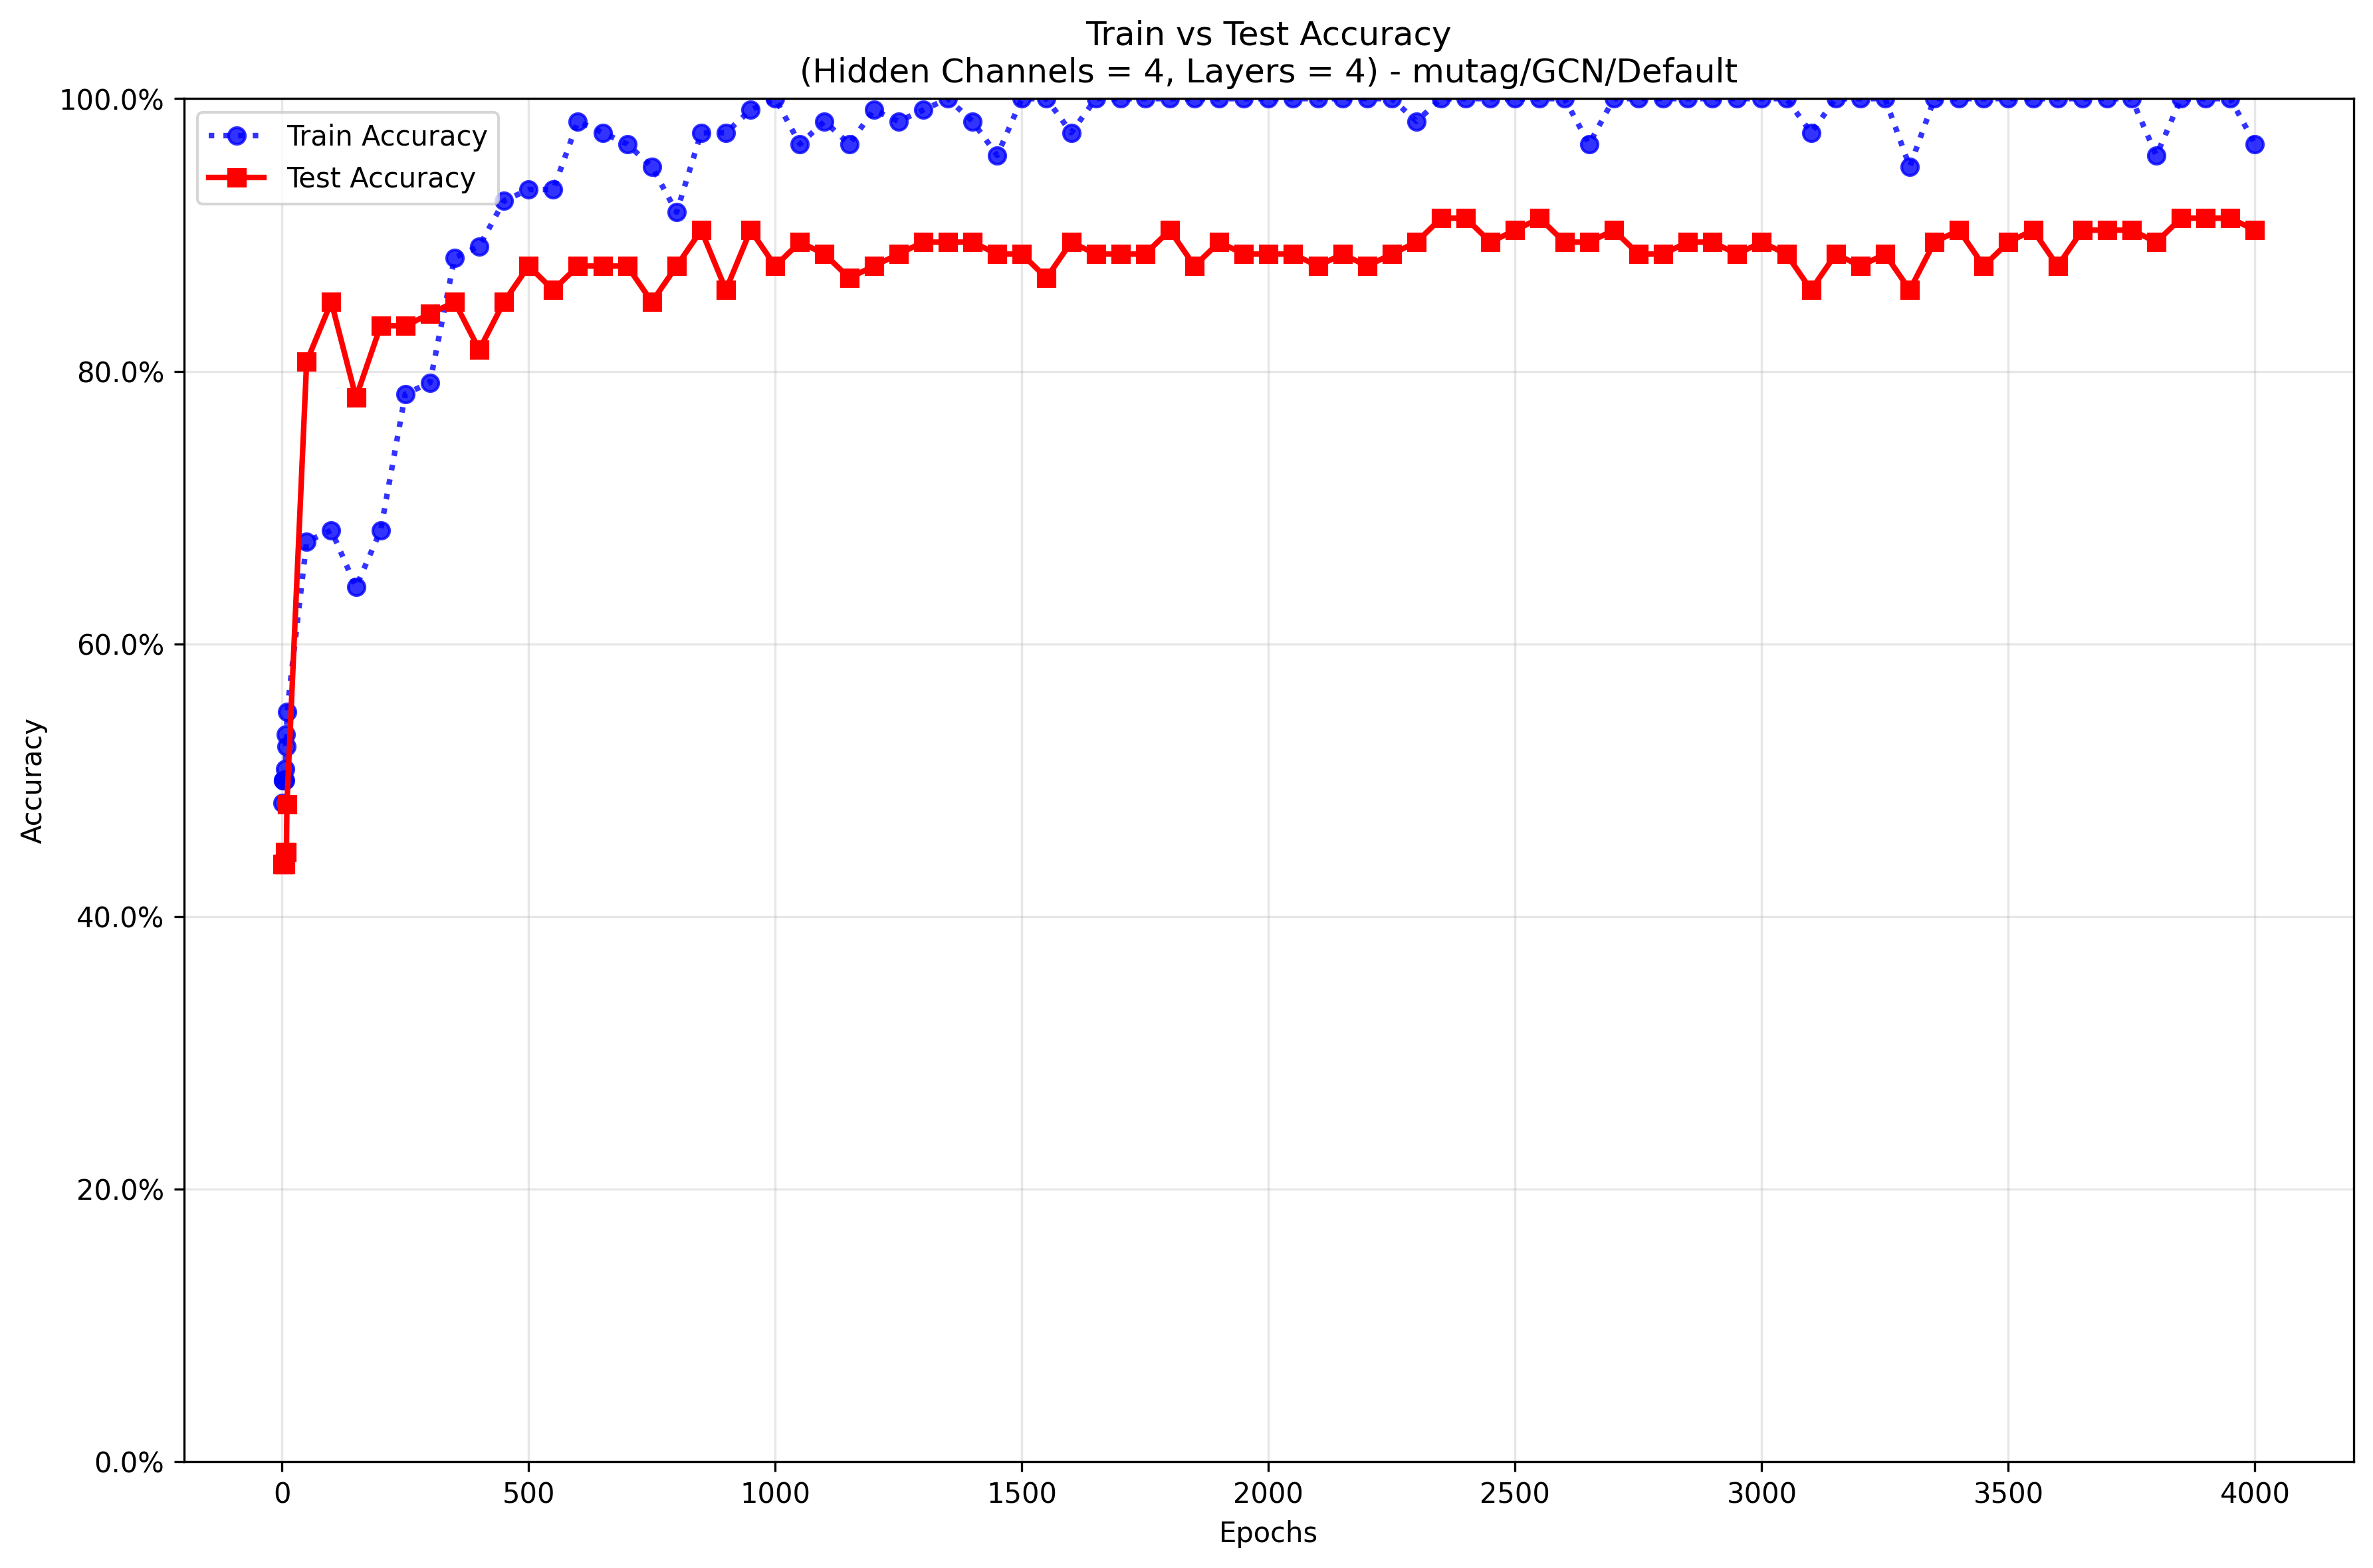 Train vs Test Accuracy
(Hidden Channels = 4, Layers = 4) - mutag/GCN/Default
Train Accuracy
Test Accuracy
100.0%
80.0%
60.0%
40.0%
20.0%
0.0%
Accuracy
0 500 1000 1500 2000 2500 3000 3500 4000
Epochs